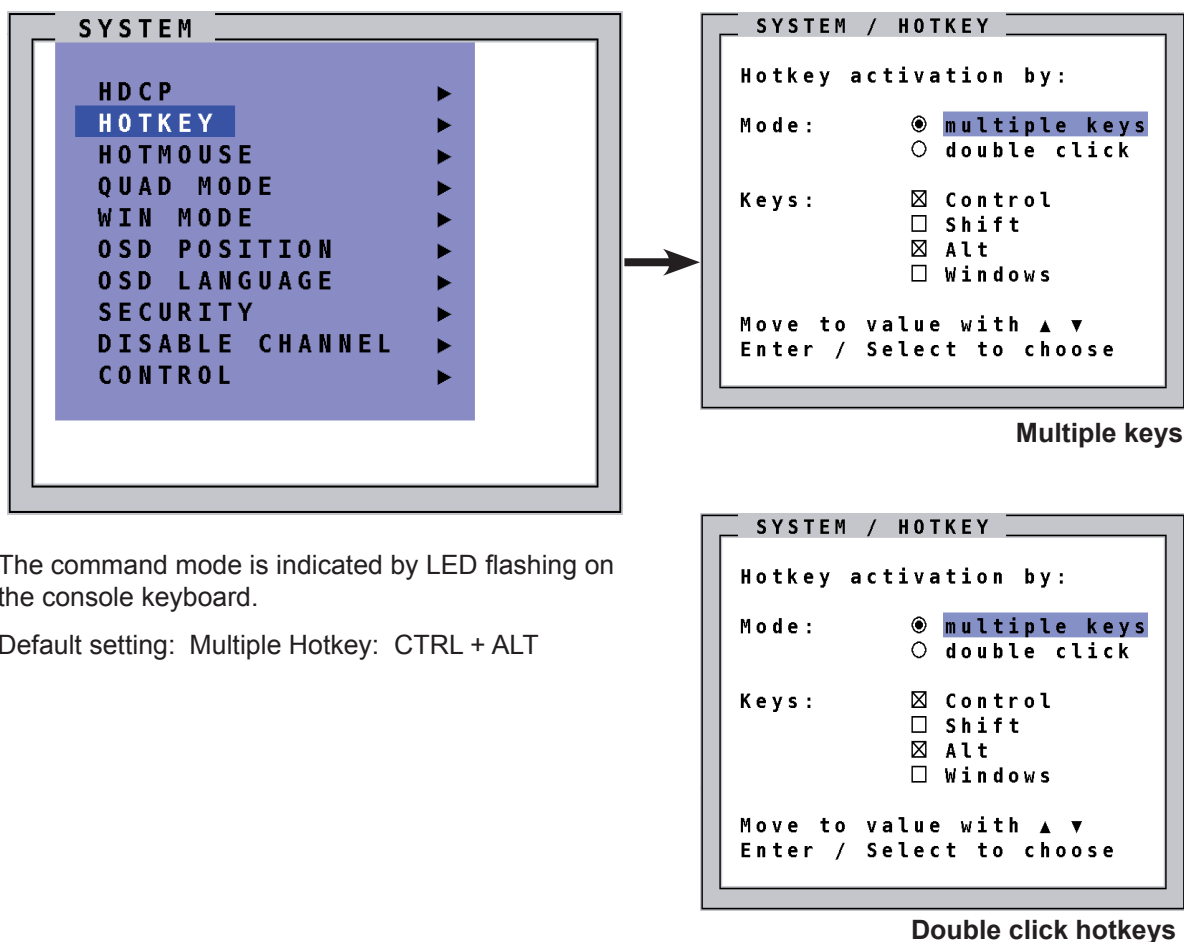 SYSTEM
HDCP ►
HOTKEY ►
HOTMOUSE ►
QUAD MODE ►
WIN MODE ►
OSD POSITION ►
OSD LANGUAGE ►
SECURITY ►
DISABLE CHANNEL ►
CONTROL ►
The command mode is indicated by LED flashing on
the console keyboard.
Default setting: Multiple Hotkey: CTRL + ALT
SYSTEM / HOTKEY
Hotkey activation by:
Mode: ◉ multiple keys
○ double click
Keys: ☒ Control
☐ Shift
☒ Alt
☐ Windows
Move to value with ▲ ▼
Enter / Select to choose
Multiple keys
SYSTEM / HOTKEY
Hotkey activation by:
Mode: ◉ multiple keys
○ double click
Keys: ☒ Control
☐ Shift
☒ Alt
☐ Windows
Move to value with ▲ ▼
Enter / Select to choose
Double click hotkeys